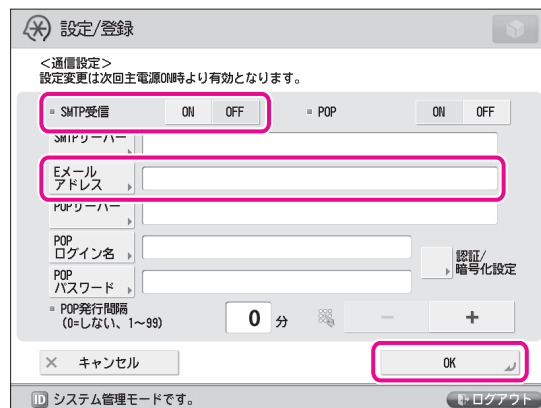 設定/登録
<通信設定>
設定変更は次回主電源ON時より有効となります。
SMTP受信 ON OFF POP ON OFF
SMTPサーバー
Eメール
アドレス
POPサーバー
POP
ログイン名
認証/
暗号化設定
POP
パスワード
POP発行間隔
(0=しない、1～99)
0 分 － +
× キャンセル OK
ID システム管理モードです。 ログアウト